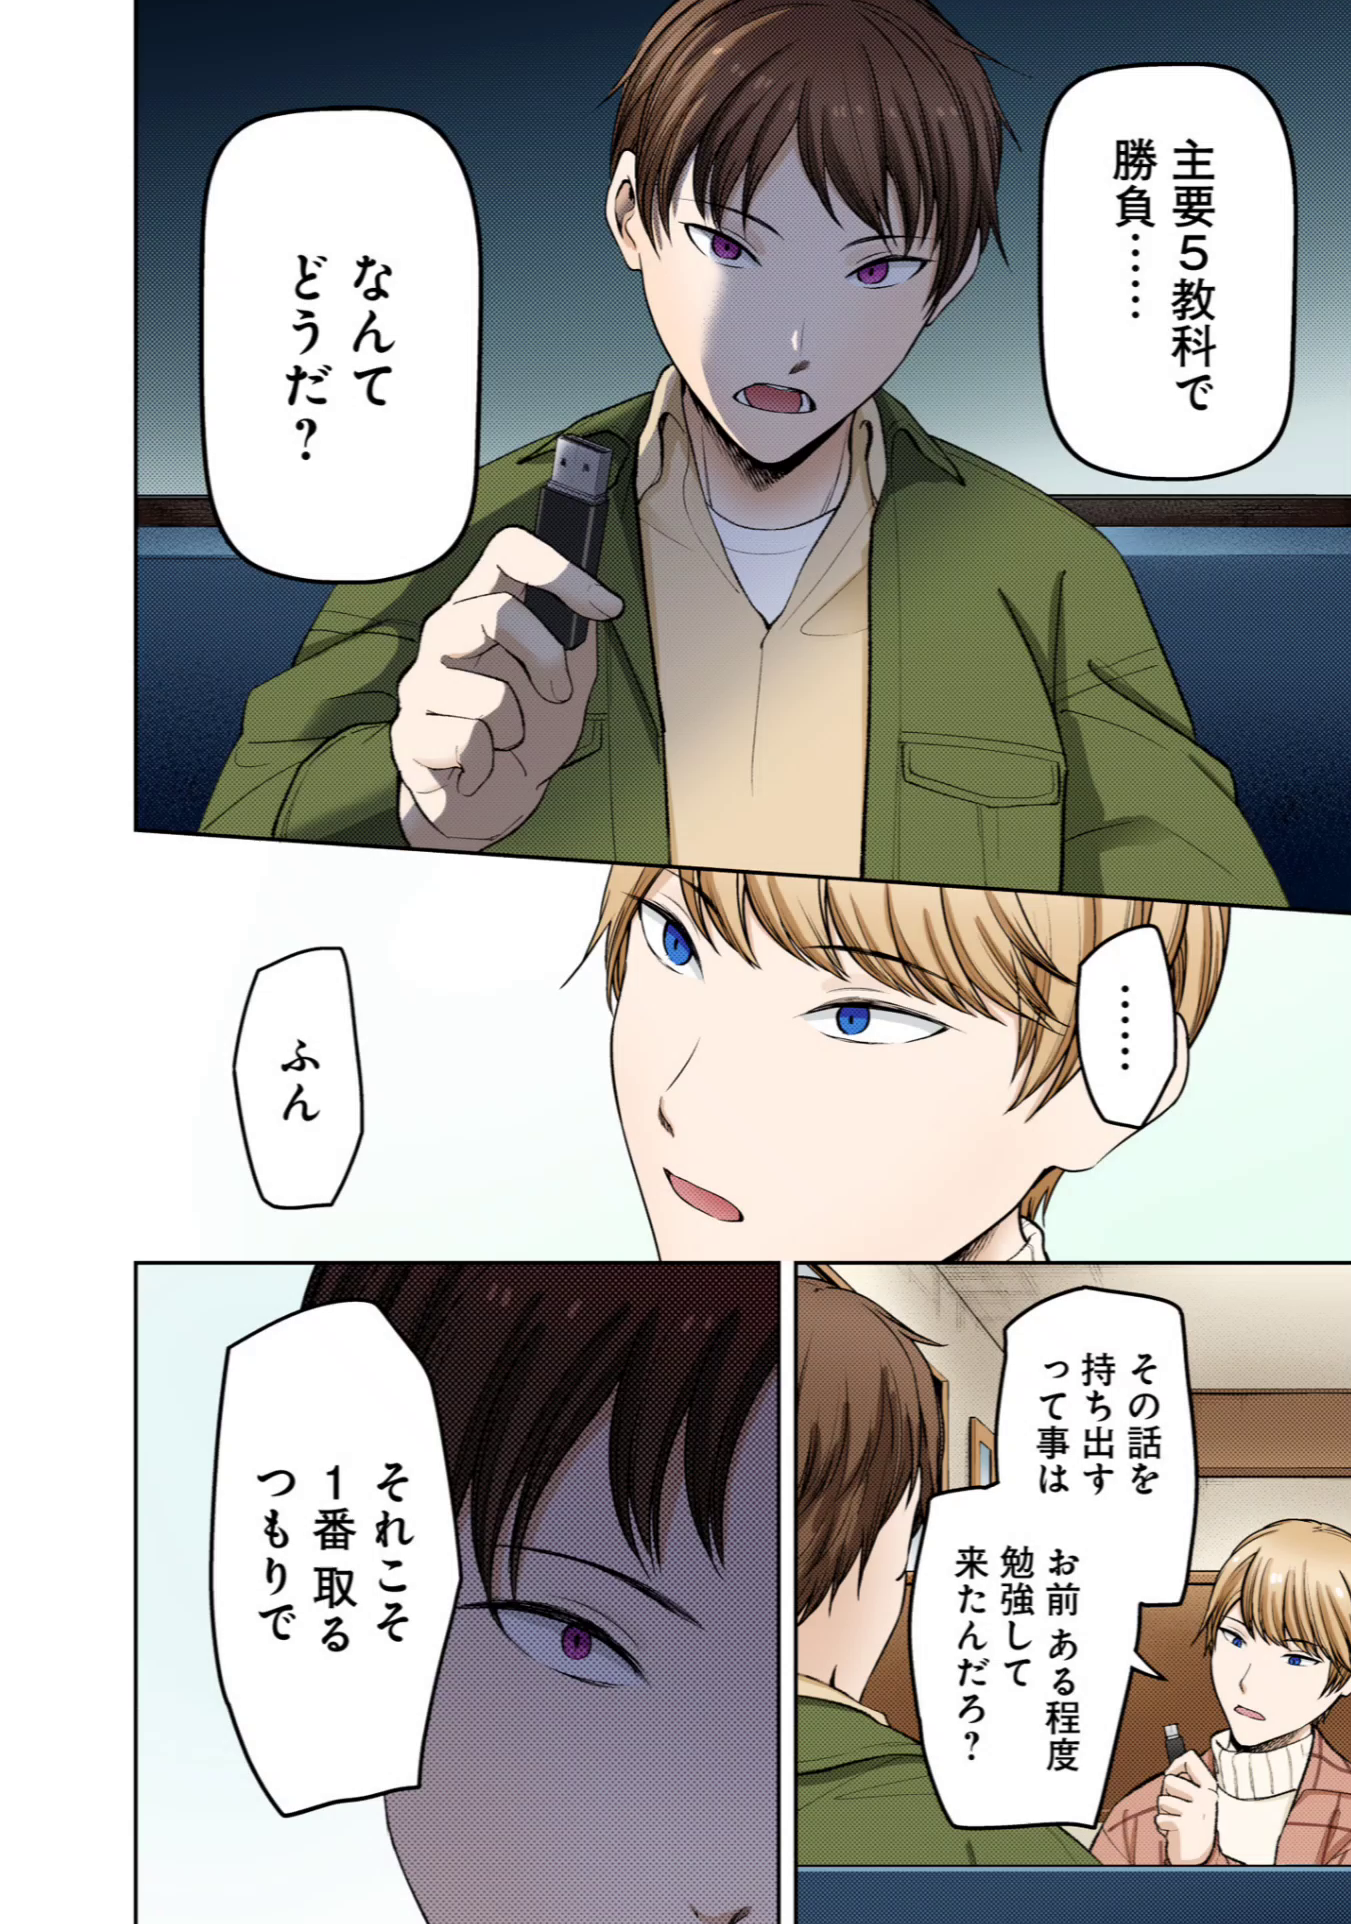 主要５教科で
勝負……
なんて
どうだ？
……
ふん
その話を
持ち出す
って事は
お前 ある程度
勉強して
来たんだろ？
それこそ
１番 取る
つもりで